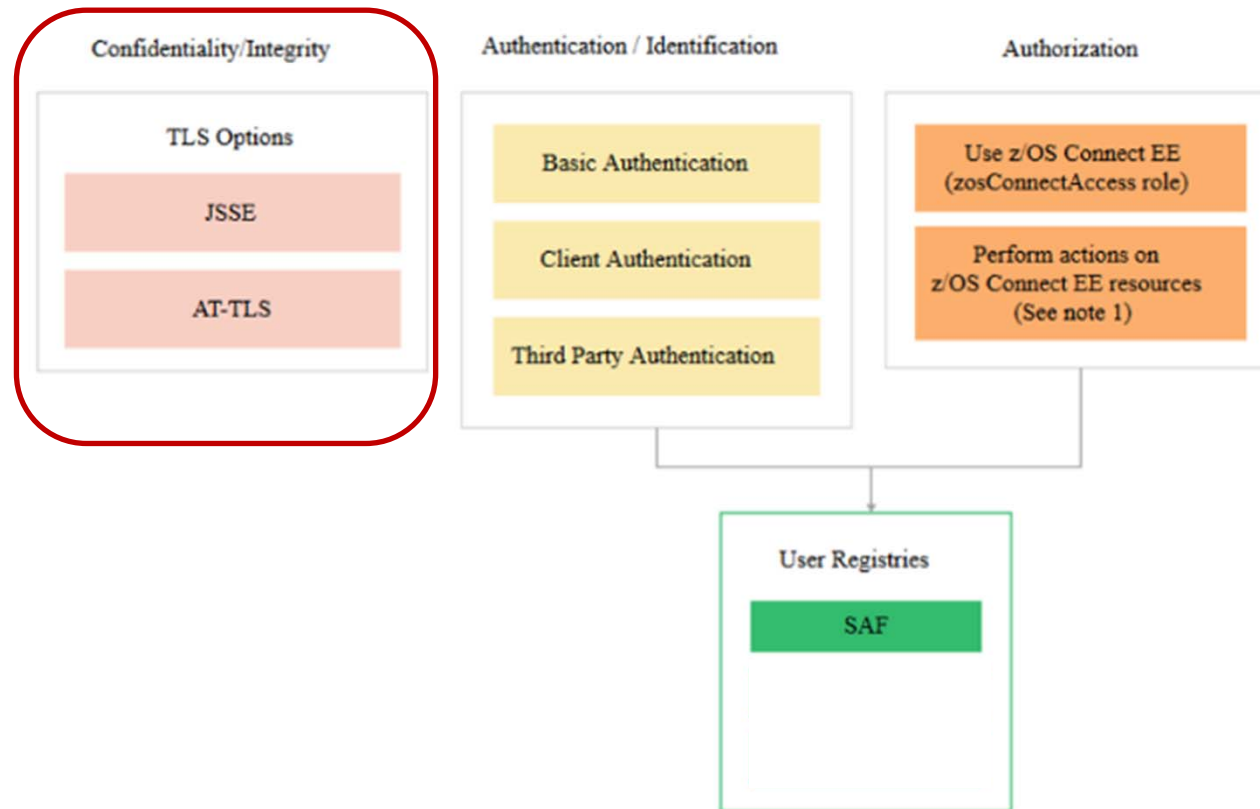 Confidentiality/Integrity
TLS Options
JSSE
AT-TLS
Authentication / Identification
Basic Authentication
Client Authentication
Third Party Authentication
Authorization
Use z/OS Connect EE
(zosConnectAccess role)
Perform actions on
z/OS Connect EE resources
(See note 1)
User Registries
SAF